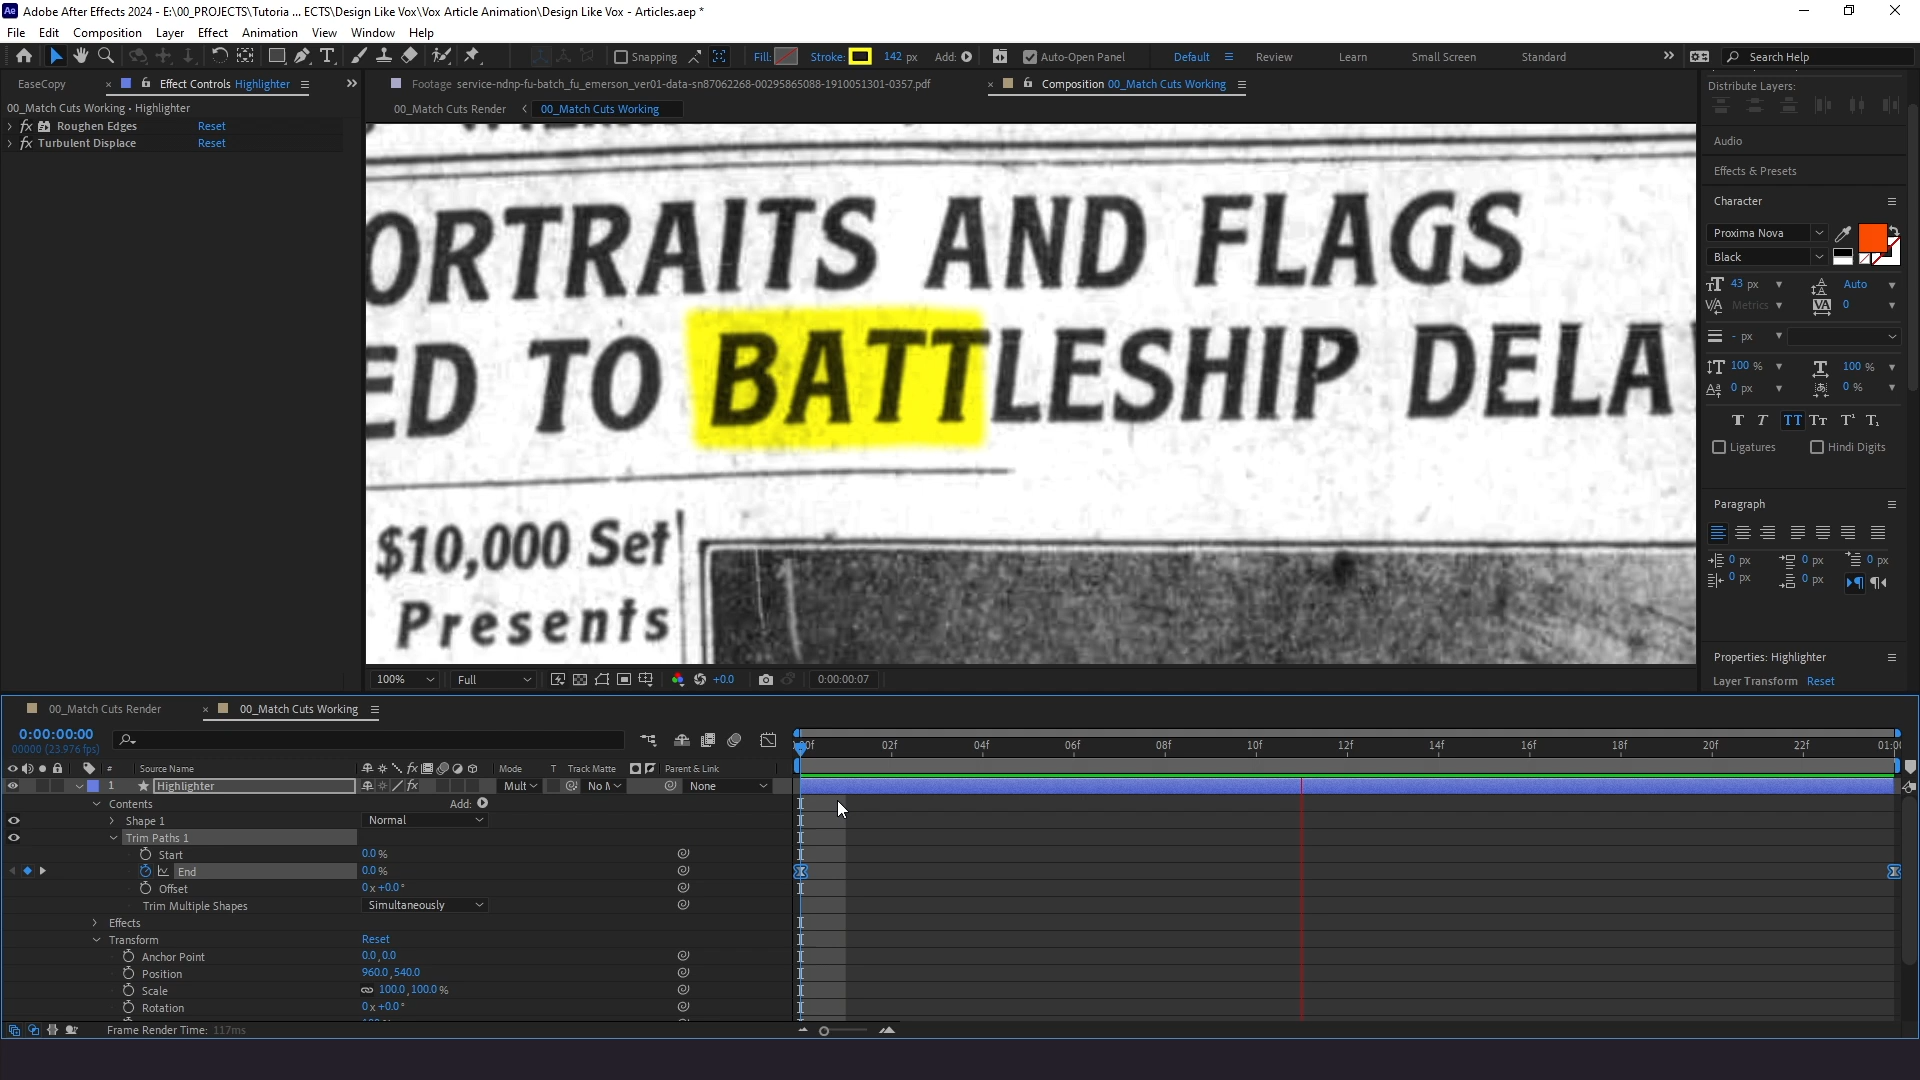 Adobe After Effects 2024 - E:\00_PROJECTS\Tutoria ... ECTS\Design Like Vox\Vox Article Animation\Design Like Vox - Articles.aep *
File Edit Composition Layer Effect Animation View Window Help
Snapping
Fill: Stroke: 142 px Add:
Auto-Open Panel
Default Review Learn Small Screen Standard
Search Help
EaseCopy
Effect Controls Highlighter
Footage service-ndnp-fu-batch_fu_emerson_ver01-data-sn87062268-00295865088-1910051301-0357.pdf
Composition 00_Match Cuts Working
00_Match Cuts Working • Highlighter
00_Match Cuts Render
00_Match Cuts Working
fx Roughen Edges Reset
fx Turbulent Displace Reset
ORTRAITS AND FLAGS
ED TO BATTLESHIP DELA
$10,000 Set
Presents
Distribute Layers:
Audio
Effects & Presets
Character
Proxima Nova
Black
43 px Auto
Metrics 0
- px
100 % 100 %
0 px 0 %
Ligatures Hindi Digits
Paragraph
0 px 0 px 0 px
0 px 0 px
Properties: Highlighter
Layer Transform Reset
100% Full +0.0 0:00:00:07
00_Match Cuts Render
00_Match Cuts Working
0:00:00:00
00000 (23.976 fps)
:00f 02f 04f 06f 08f 10f 12f 14f 16f 18f 20f 22f 01:00
# Source Name Mode T Track Matte Parent & Link
1 Highlighter Mult No M None
Contents Add:
Shape 1 Normal
Trim Paths 1
Start 0.0 %
End 0.0 %
Offset 0 x +0.0 °
Trim Multiple Shapes Simultaneously
Effects
Transform Reset
Anchor Point 0.0 ,0.0
Position 960.0 ,540.0
Scale 100.0 ,100.0 %
Rotation 0 x +0.0 °
Frame Render Time: 117ms